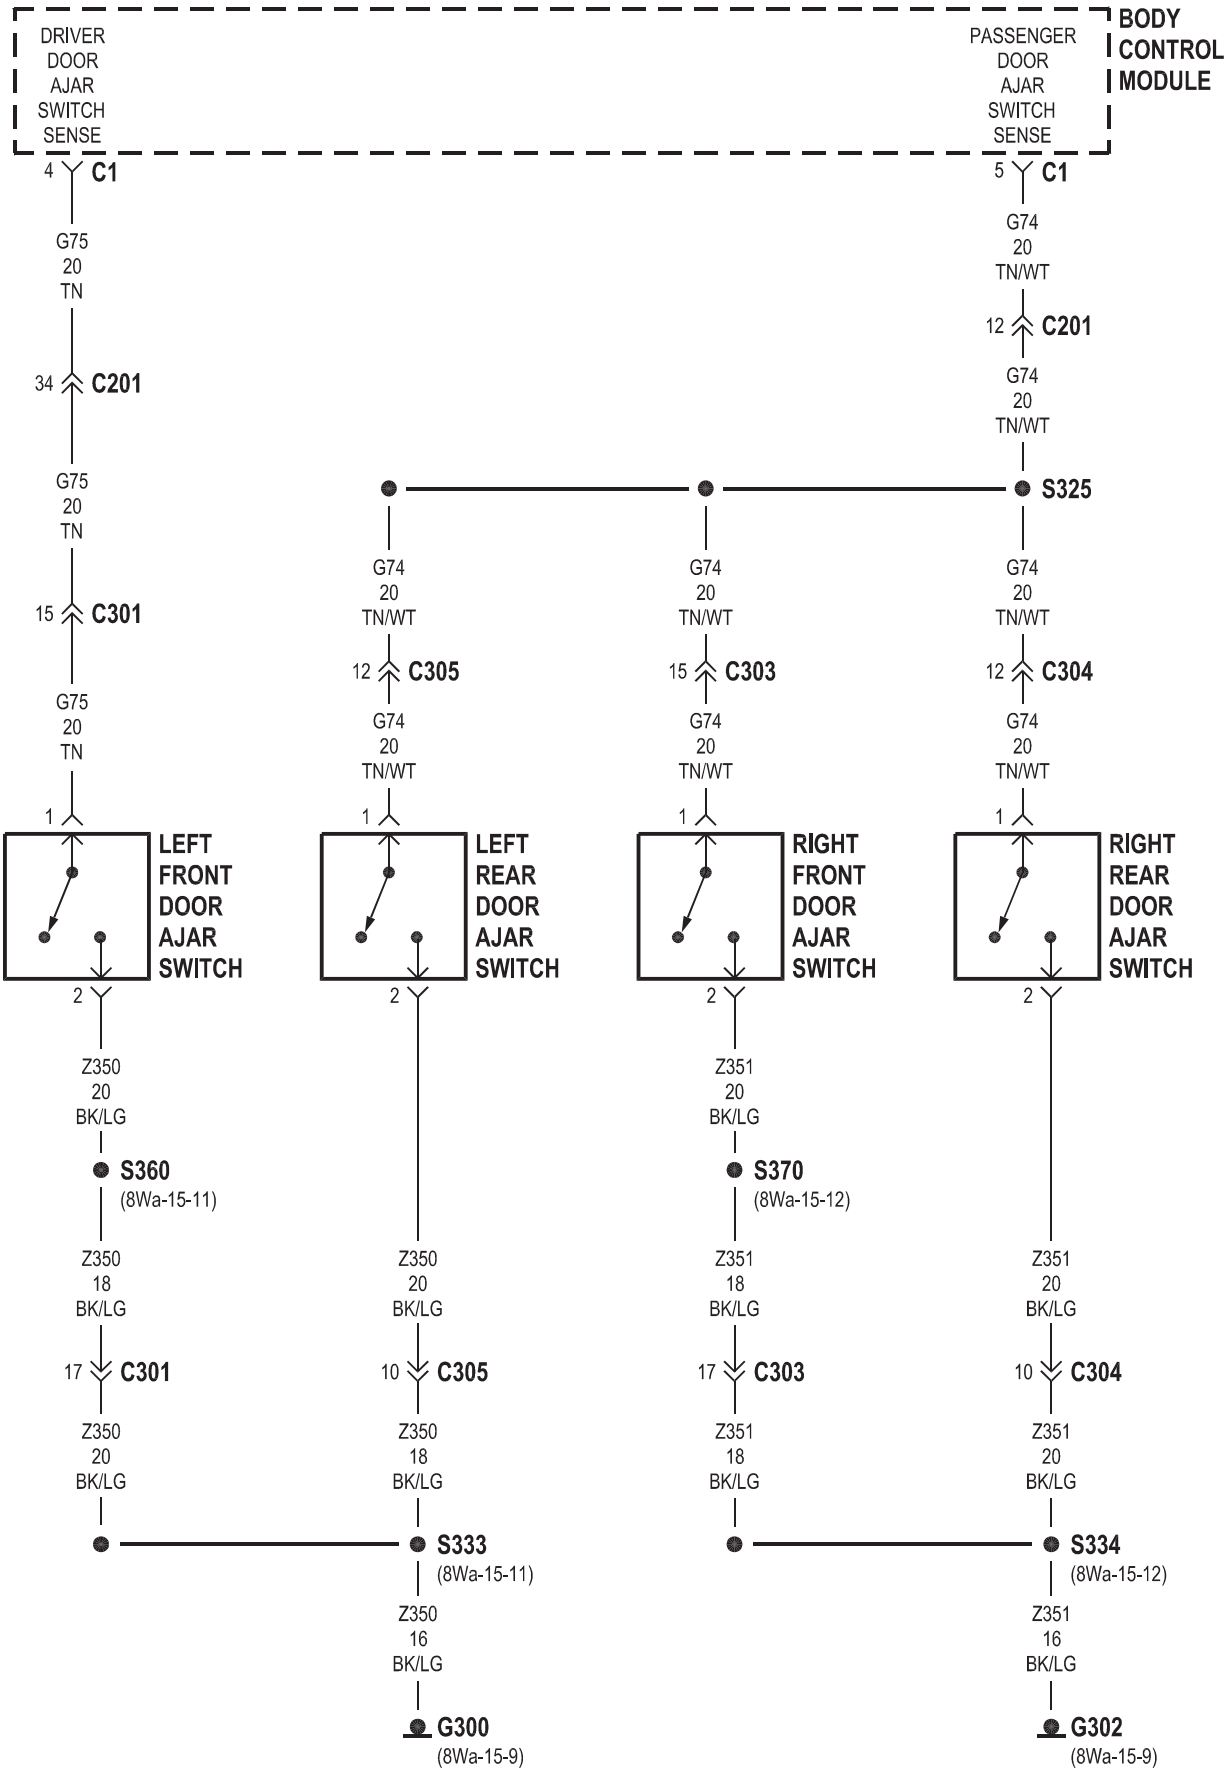 DRIVER
DOOR
AJAR
SWITCH
SENSE
PASSENGER
DOOR
AJAR
SWITCH
SENSE
BODY
CONTROL
MODULE
4 C1
5 C1
G75
20
TN
G74
20
TN/WT
12 C201
34 C201
G74
20
TN/WT
G75
20
TN
S325
15 C301
G74
20
TN/WT
G74
20
TN/WT
G74
20
TN/WT
12 C305
15 C303
12 C304
G75
20
TN
G74
20
TN/WT
G74
20
TN/WT
G74
20
TN/WT
1
LEFT
FRONT
DOOR
AJAR
SWITCH
2
1
LEFT
REAR
DOOR
AJAR
SWITCH
2
1
RIGHT
FRONT
DOOR
AJAR
SWITCH
2
1
RIGHT
REAR
DOOR
AJAR
SWITCH
2
Z350
20
BK/LG
Z351
20
BK/LG
S360
(8Wa-15-11)
S370
(8Wa-15-12)
Z350
18
BK/LG
Z350
20
BK/LG
Z351
18
BK/LG
Z351
20
BK/LG
17 C301
10 C305
17 C303
10 C304
Z350
20
BK/LG
Z350
18
BK/LG
Z351
18
BK/LG
Z351
20
BK/LG
S333
(8Wa-15-11)
S334
(8Wa-15-12)
Z350
16
BK/LG
Z351
16
BK/LG
G300
(8Wa-15-9)
G302
(8Wa-15-9)